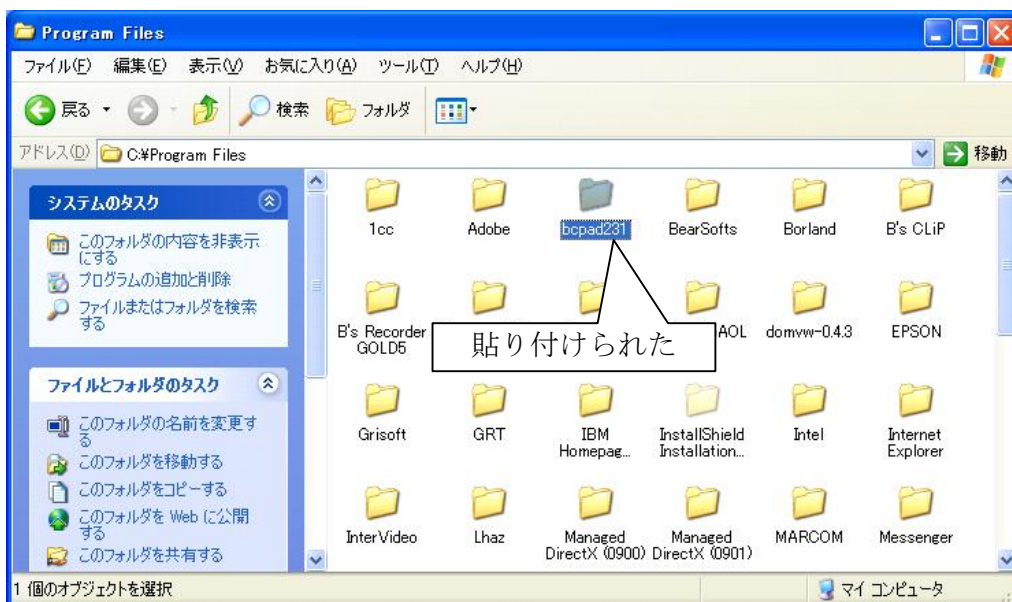 Program Files
ファイル(F) 編集(E) 表示(V) お気に入り(A) ツール(T) ヘルプ(H)
戻る 検索 フォルダ
アドレス(D) C:¥Program Files 移動
システムのタスク
このフォルダの内容を非表示
にする
プログラムの追加と削除
ファイルまたはフォルダを検索
する
ファイルとフォルダのタスク
このフォルダの名前を変更す
る
このフォルダを移動する
このフォルダをコピーする
このフォルダを Web に公開
する
このフォルダを共有する
1cc Adobe bcpad231 BearSofts Borland B's CLiP
B's Recorder
GOLD5
AOL domvw-0.4.3 EPSON
貼り付けられた
Grisoft GRT IBM
Homepag... InstallShield
Installation... Intel Internet
Explorer
InterVideo Lhaz Managed
DirectX (0900) Managed
DirectX (0901) MARCOM Messenger
1 個のオブジェクトを選択 マイ コンピュータ